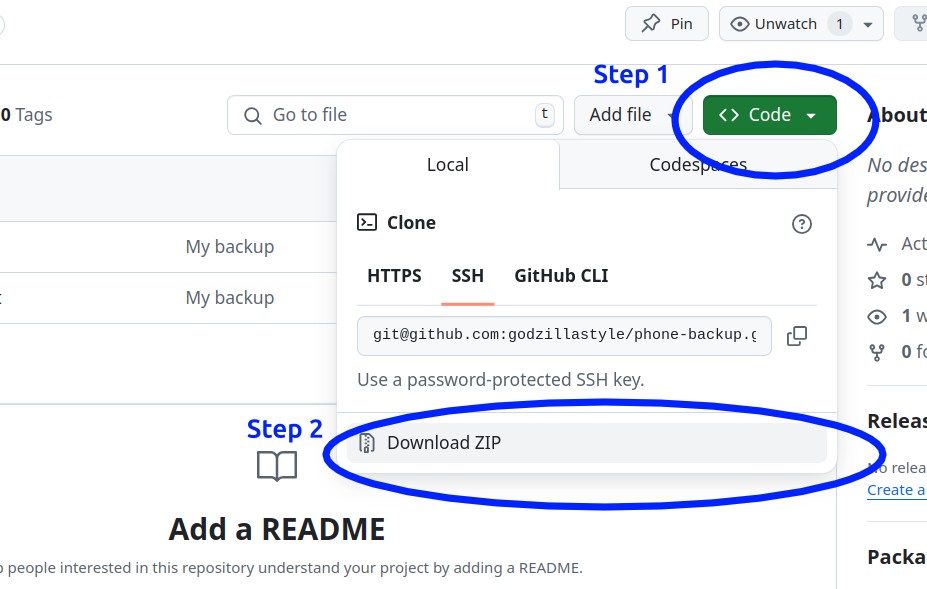 Pin
Unwatch 1
Step 1
0 Tags
Go to file t
Add file
Code
About
Local
Codespaces
No des
provide
Clone
My backup
Act
HTTPS SSH GitHub CLI
0 st
My backup
1 w
git@github.com:godzillastyle/phone-backup.g
0 fo
Use a password-protected SSH key.
Releas
Step 2
Download ZIP
No relea
Create a
Add a README
p people interested in this repository understand your project by adding a README.
Packa